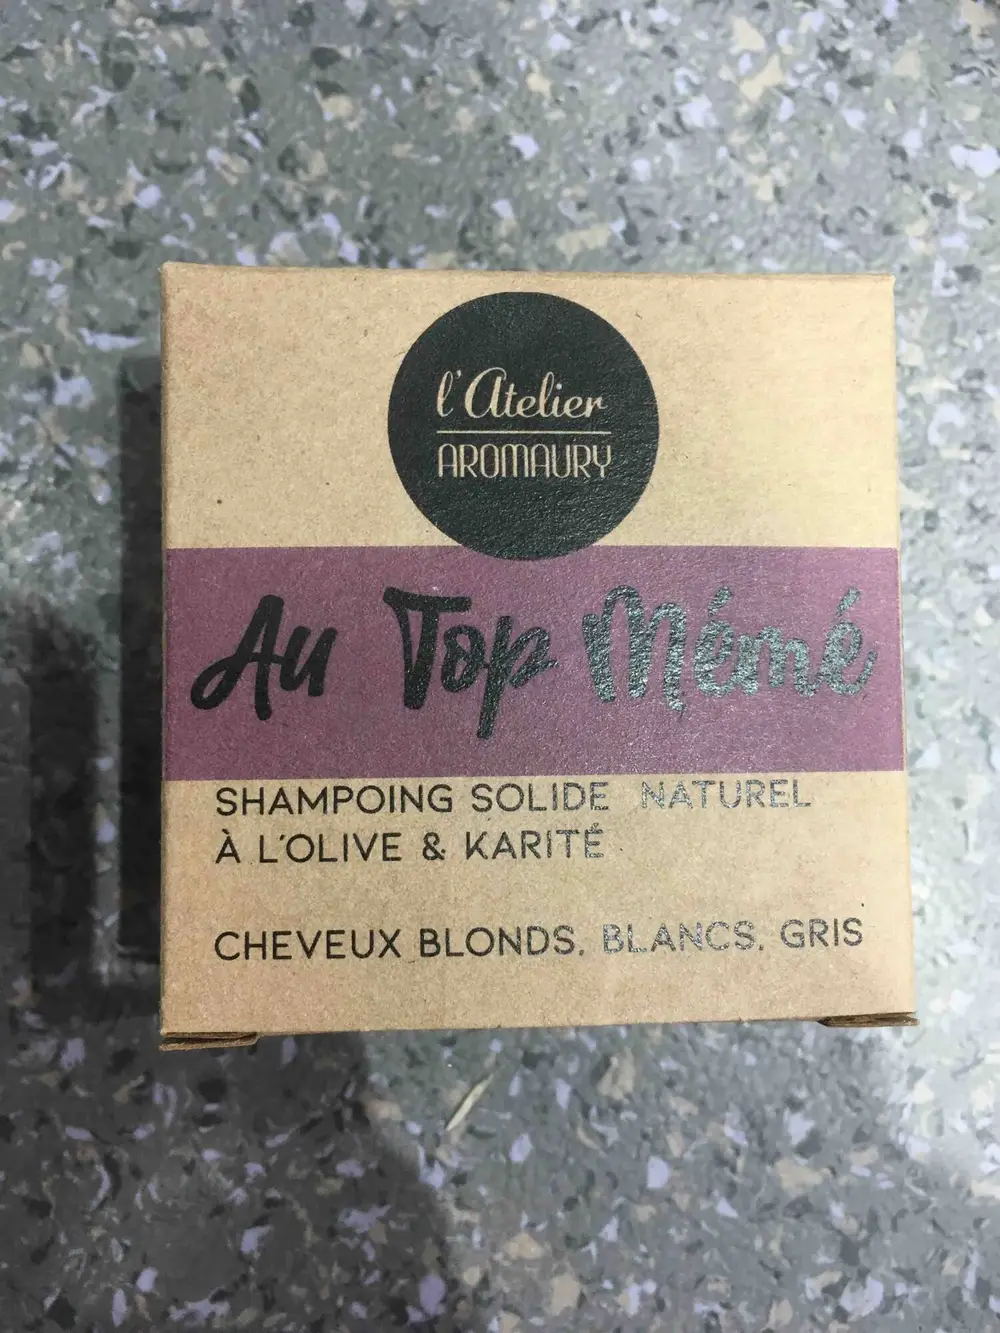 l'Atelier
AROMAURY
Au Top Mémé
SHAMPOING SOLIDE NATUREL
À L'OLIVE & KARITÉ
CHEVEUX BLONDS, BLANCS, GRIS